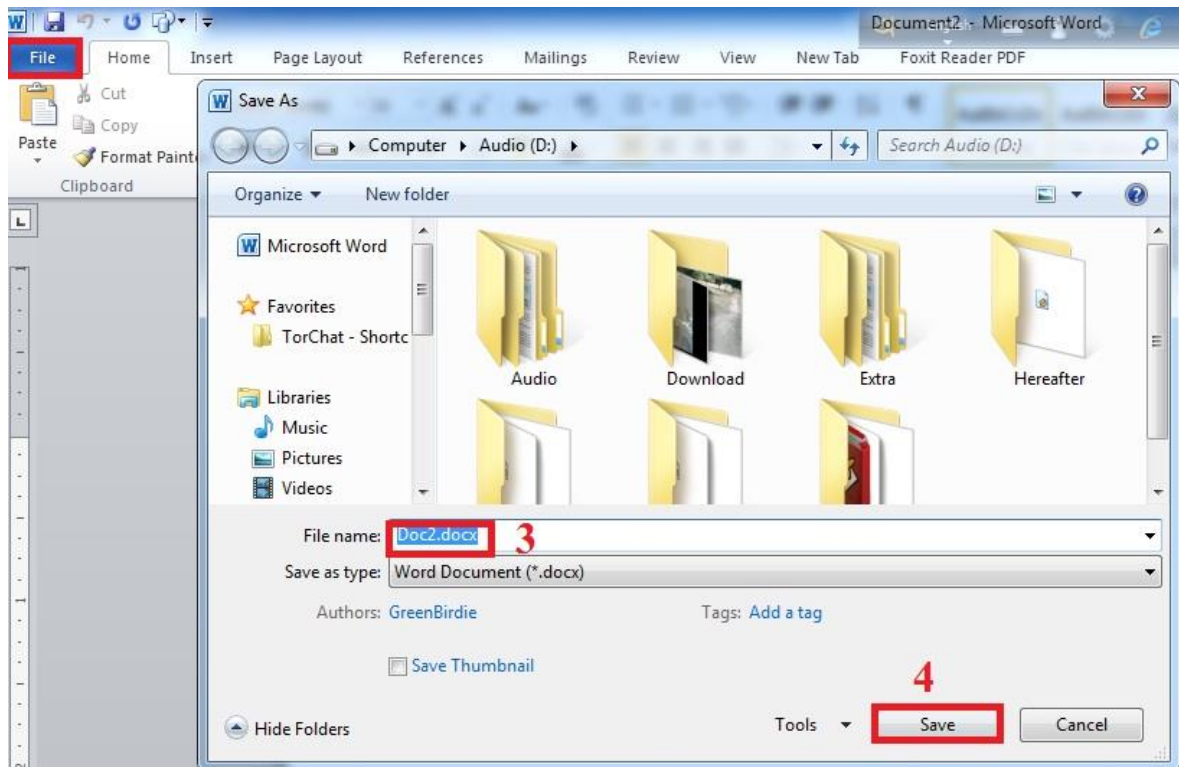 Document2 - Microsoft Word
File Home Insert Page Layout References Mailings Review View New Tab Foxit Reader PDF
Cut
Copy
Paste
Format Painte
Clipboard
Save As
Computer Audio (D:)
Search Audio (D:)
Organize New folder
Microsoft Word
Favorites
TorChat - Shortc
Libraries
Music
Pictures
Videos
Audio Download Extra Hereafter
File name: Doc2.docx 3
Save as type: Word Document (*.docx)
Authors: GreenBirdie Tags: Add a tag
Save Thumbnail
4
Hide Folders Tools Save Cancel